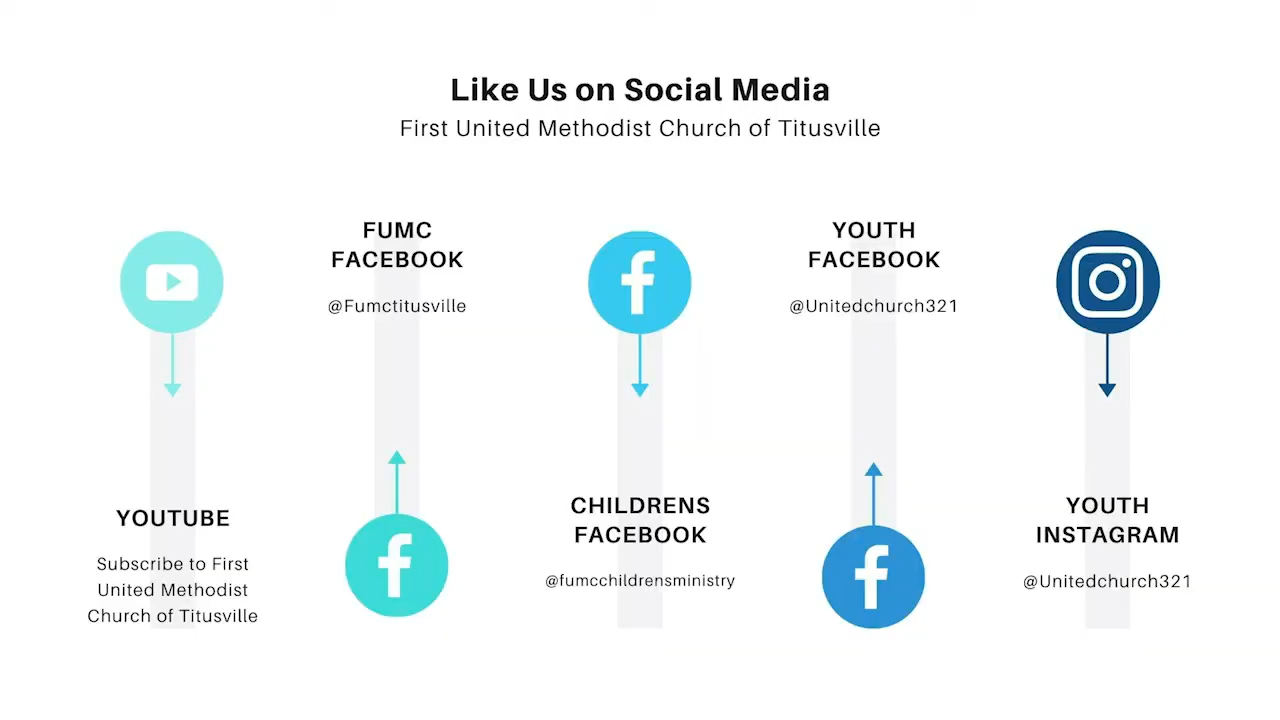 Like Us on Social Media
First United Methodist Church of Titusville
YOUTUBE
Subscribe to First
United Methodist
Church of Titusville
FUMC
FACEBOOK
@Fumctitusville
CHILDRENS
FACEBOOK
@fumcchildrensministry
YOUTH
FACEBOOK
@Unitedchurch321
YOUTH
INSTAGRAM
@Unitedchurch321